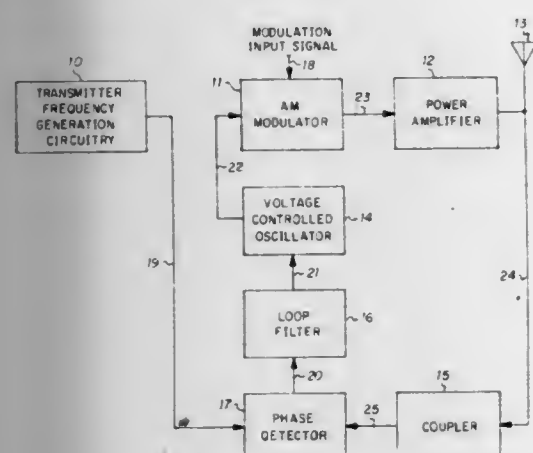 MODULATION
INPUT SIGNAL
18
13
10
TRANSMITTER
FREQUENCY
GENERATION
CIRCUITRY
11
AM
MODULATOR
23
12
POWER
AMPLIFIER
22
VOLTAGE
CONTROLLED
OSCILLATOR
14
19
21
24
LOOP
FILTER
16
20
17
PHASE
DETECTOR
25
15
COUPLER